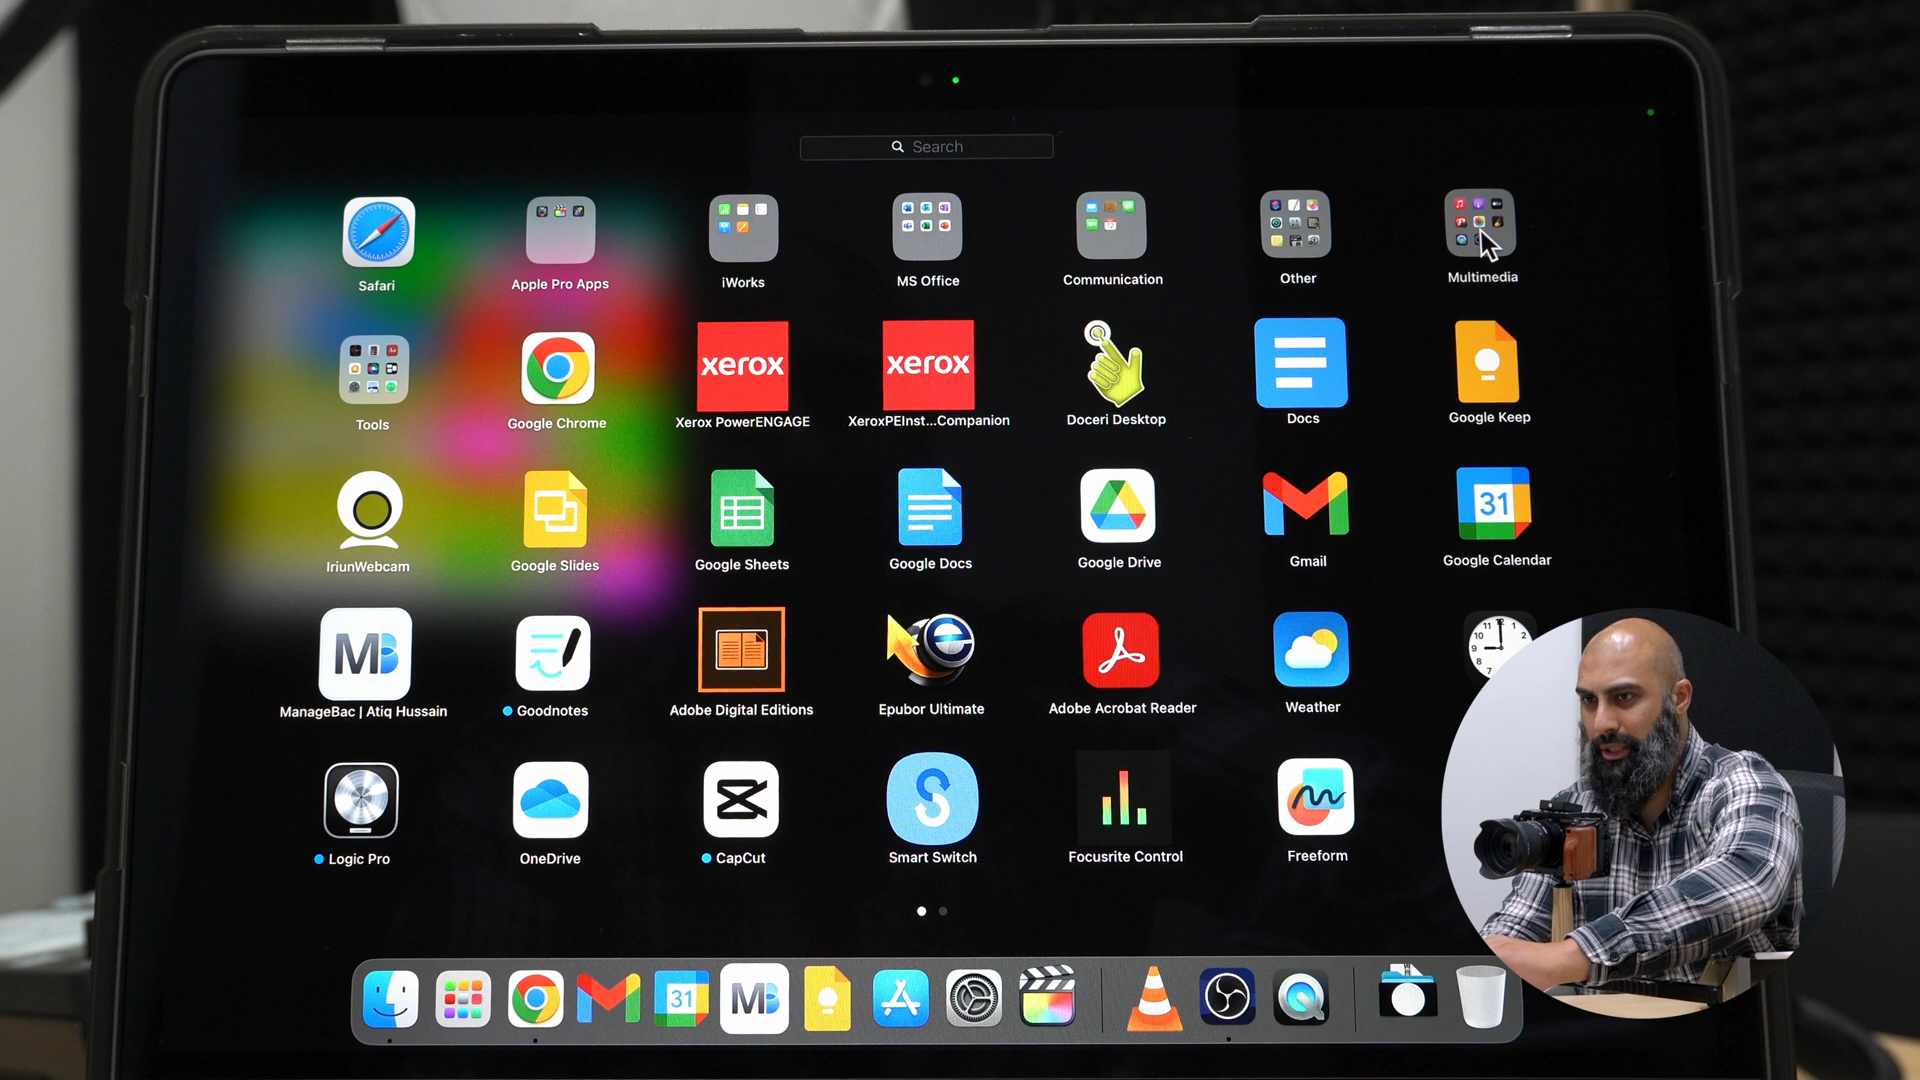 Search
Safari
Apple Pro Apps
iWorks
MS Office
Communication
Other
Multimedia
Tools
Google Chrome
xerox
Xerox PowerENGAGE
xerox
XeroxPEInst...Companion
Doceri Desktop
Docs
Google Keep
IriunWebcam
Google Slides
Google Sheets
Google Docs
Google Drive
Gmail
31
Google Calendar
MB
ManageBac | Atiq Hussain
Goodnotes
Adobe Digital Editions
Epubor Ultimate
Adobe Acrobat Reader
Weather
Logic Pro
OneDrive
CapCut
Smart Switch
Focusrite Control
Freeform
31
MB